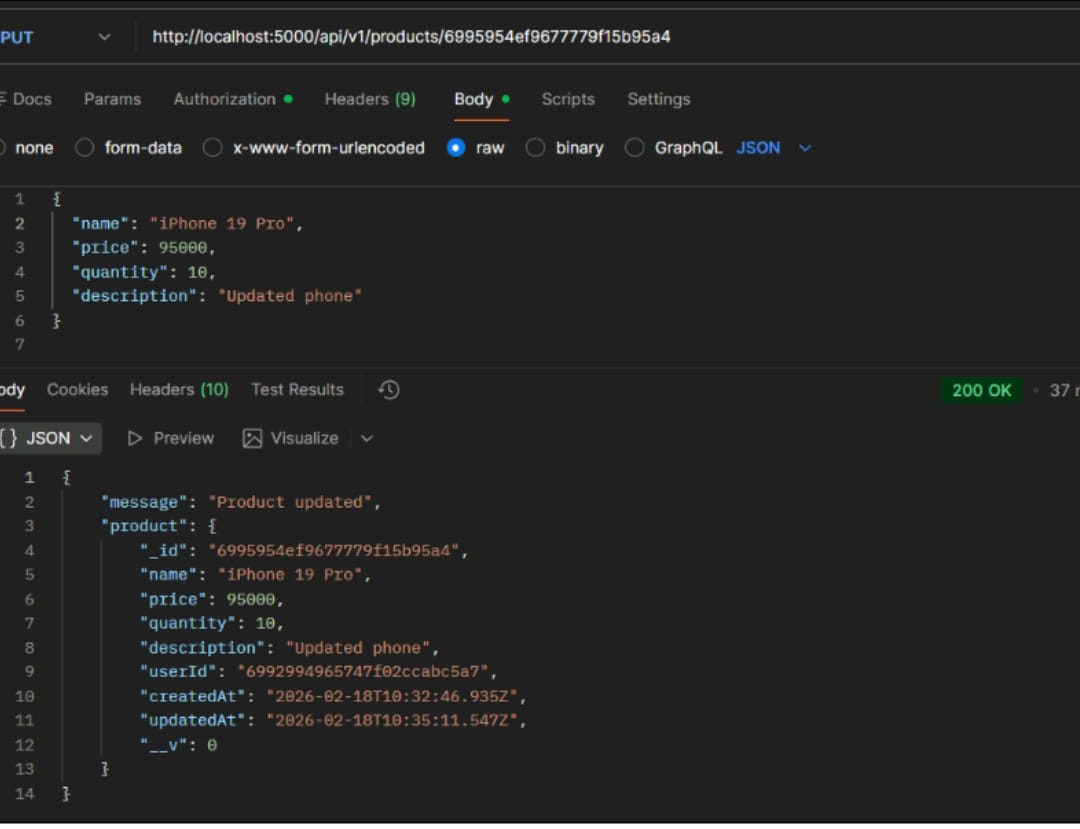 PUT http://localhost:5000/api/v1/products/6995954ef9677779f15b95a4
Docs Params Authorization Headers (9) Body Scripts Settings
none form-data x-www-form-urlencoded raw binary GraphQL JSON
1 {
2 "name": "iPhone 19 Pro",
3 "price": 95000,
4 "quantity": 10,
5 "description": "Updated phone"
6 }
7
ody Cookies Headers (10) Test Results 200 OK • 37
{} JSON Preview Visualize
1 {
2 "message": "Product updated",
3 "product": {
4 "_id": "6995954ef9677779f15b95a4",
5 "name": "iPhone 19 Pro",
6 "price": 95000,
7 "quantity": 10,
8 "description": "Updated phone",
9 "userId": "6992994965747f02ccabc5a7",
10 "createdAt": "2026-02-18T10:32:46.935Z",
11 "updatedAt": "2026-02-18T10:35:11.547Z",
12 "__v": 0
13 }
14 }